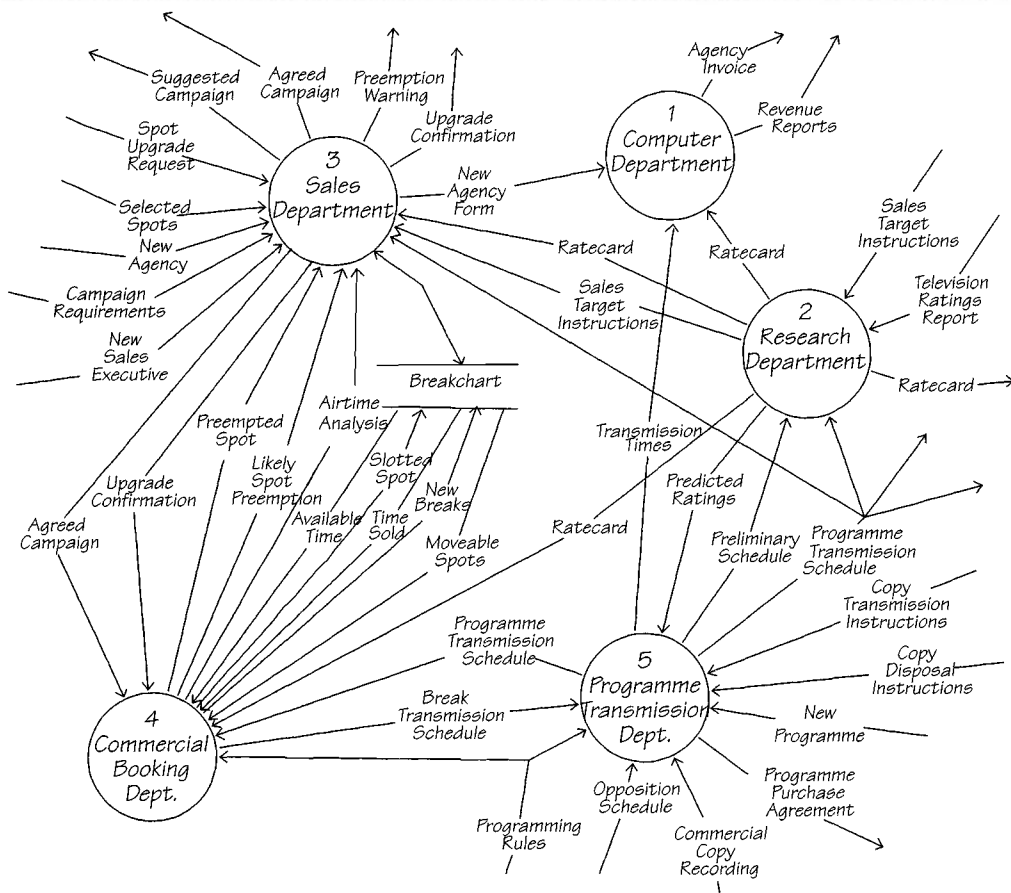 Agency
Invoice
Suggested
Campaign
Agreed
Campaign
Preemption
Warning
Revenue
Reports
Upgrade
Confirmation
1
Computer
Department
Spot
Upgrade
Request
3
Sales
Department
New
Agency
Form
Selected
Spots
New
Agency
Sales
Target
Instructions
Ratecard
Ratecard
Campaign
Requirements
Sales
Target
Instructions
Television
Ratings
Report
2
Research
Department
New
Sales
Executive
Breakchart
Ratecard
Airtime
Analysis
Preempted
Spot
Transmission
Times
Likely
Spot
Preemption
Slotted
Spot
Upgrade
Confirmation
Predicted
Ratings
New
Breaks
Agreed
Campaign
Available
Time
Time
Sold
Ratecard
Moveable
Spots
Preliminary
Schedule
Programme
Transmission
Schedule
Copy
Transmission
Instructions
Programme
Transmission
Schedule
Copy
Disposal
Instructions
5
Programme
Transmission
Dept.
Break
Transmission
Schedule
New
Programme
4
Commercial
Booking
Dept.
Opposition
Schedule
Programme
Purchase
Agreement
Programming
Rules
Commercial
Copy
Recording